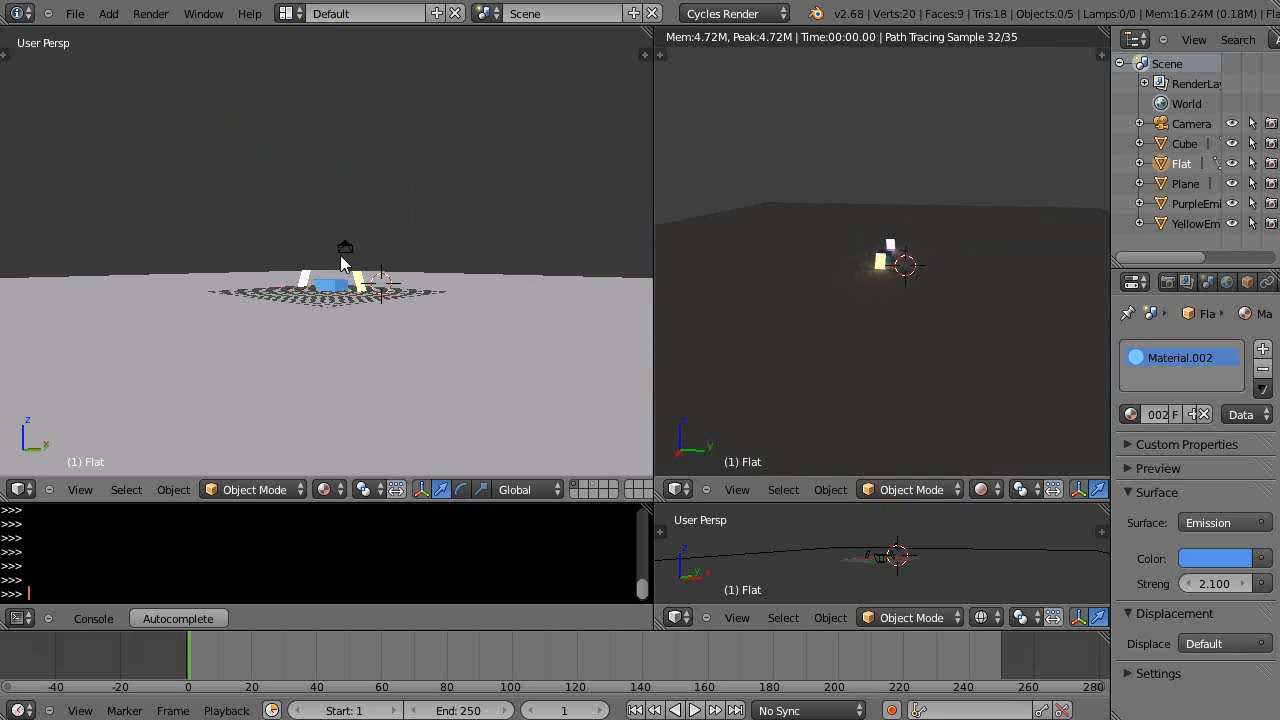 File Add Render Window Help Default Scene Cycles Render v2.68 | Verts:20 | Faces:9 | Tris:18 | Objects:0/5 | Lamps:0/0 | Mem:16.24M (0.18M) | Fla
User Persp
Mem:4.72M, Peak:4.72M | Time:00:00.00 | Path Tracing Sample 32/35
View Search
Scene
RenderLay
World
Camera
Cube
Flat
Plane
PurpleEmi
YellowEm
Fla Ma
Material.002
002 F Data
Custom Properties
Preview
Surface
Surface: Emission
Color:
Streng 2.100
Displacement
Displace Default
Settings
z
x
(1) Flat
z
y
(1) Flat
View Select Object Object Mode Global
View Select Object Object Mode
>>>
>>>
>>>
>>>
>>>
>>>
>>>
Console Autocomplete
User Persp
z
y x
(1) Flat
View Select Object Object Mode
-40 -20 0 20 40 60 80 100 120 140 160 180 200 220 240 260 280
View Marker Frame Playback Start: 1 End: 250 1 No Sync